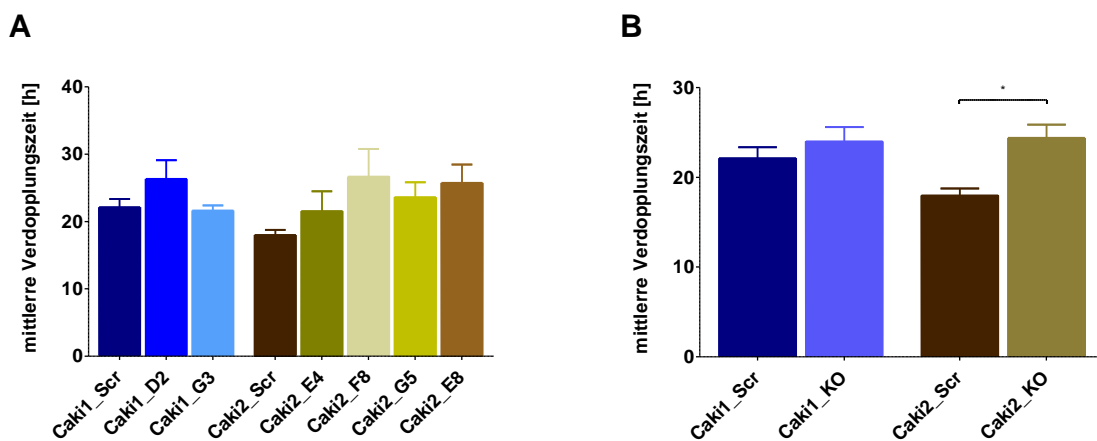 A
mittlerre Verdopplungszeit [h]
40
30
20
10
0
Caki1_Scr
Caki1_D2
Caki1_G3
Caki2_Scr
Caki2_E4
Caki2_F8
Caki2_G5
Caki2_E8
B
mittlerre Verdopplungszeit [h]
30
20
10
0
*
Caki1_Scr
Caki1_KO
Caki2_Scr
Caki2_KO